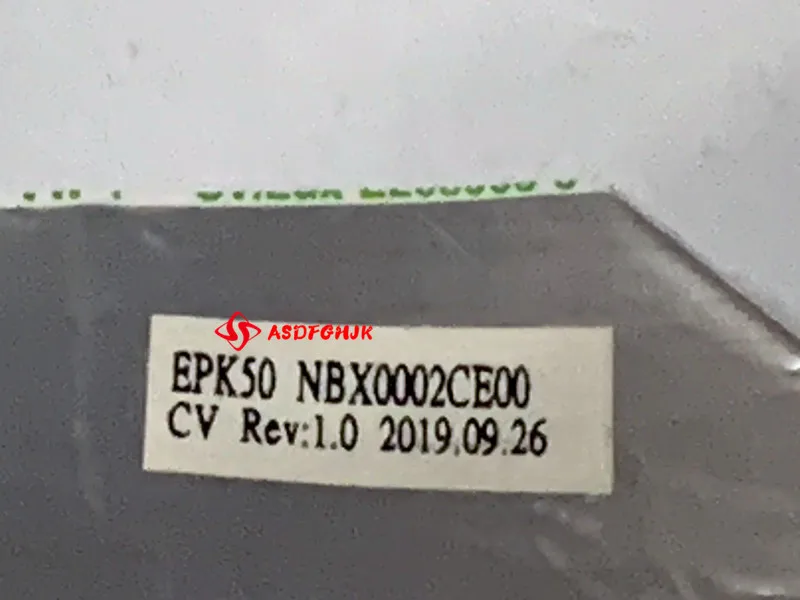 ASDFGHJK
EPK50 NBX0002CE00
CV Rev:1.0 2019.09.26